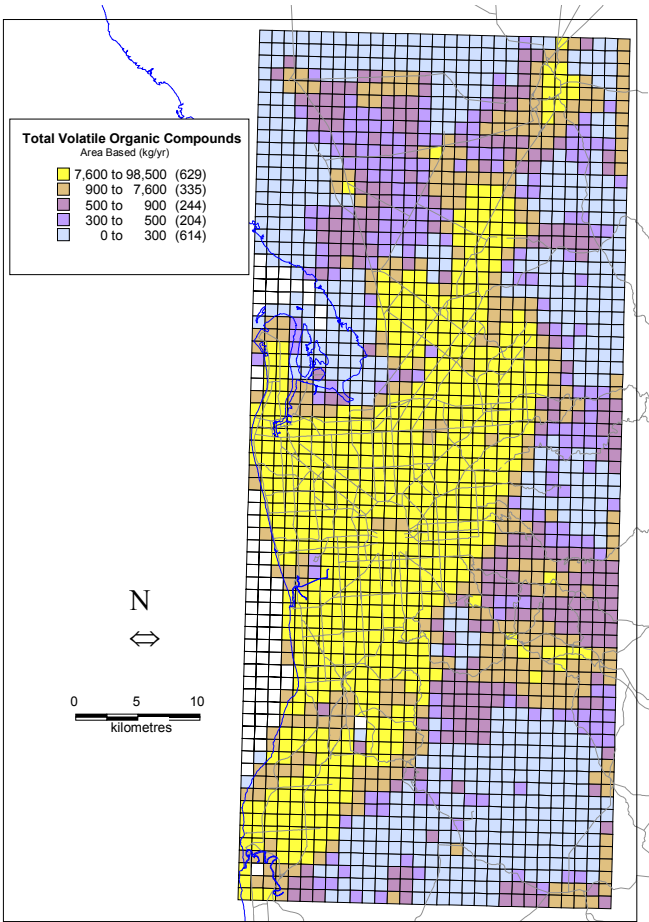 Total Volatile Organic Compounds
Area Based (kg/yr)
7,600 to 98,500 (629)
900 to 7,600 (335)
500 to 900 (244)
300 to 500 (204)
0 to 300 (614)
N
0 5 10
kilometres